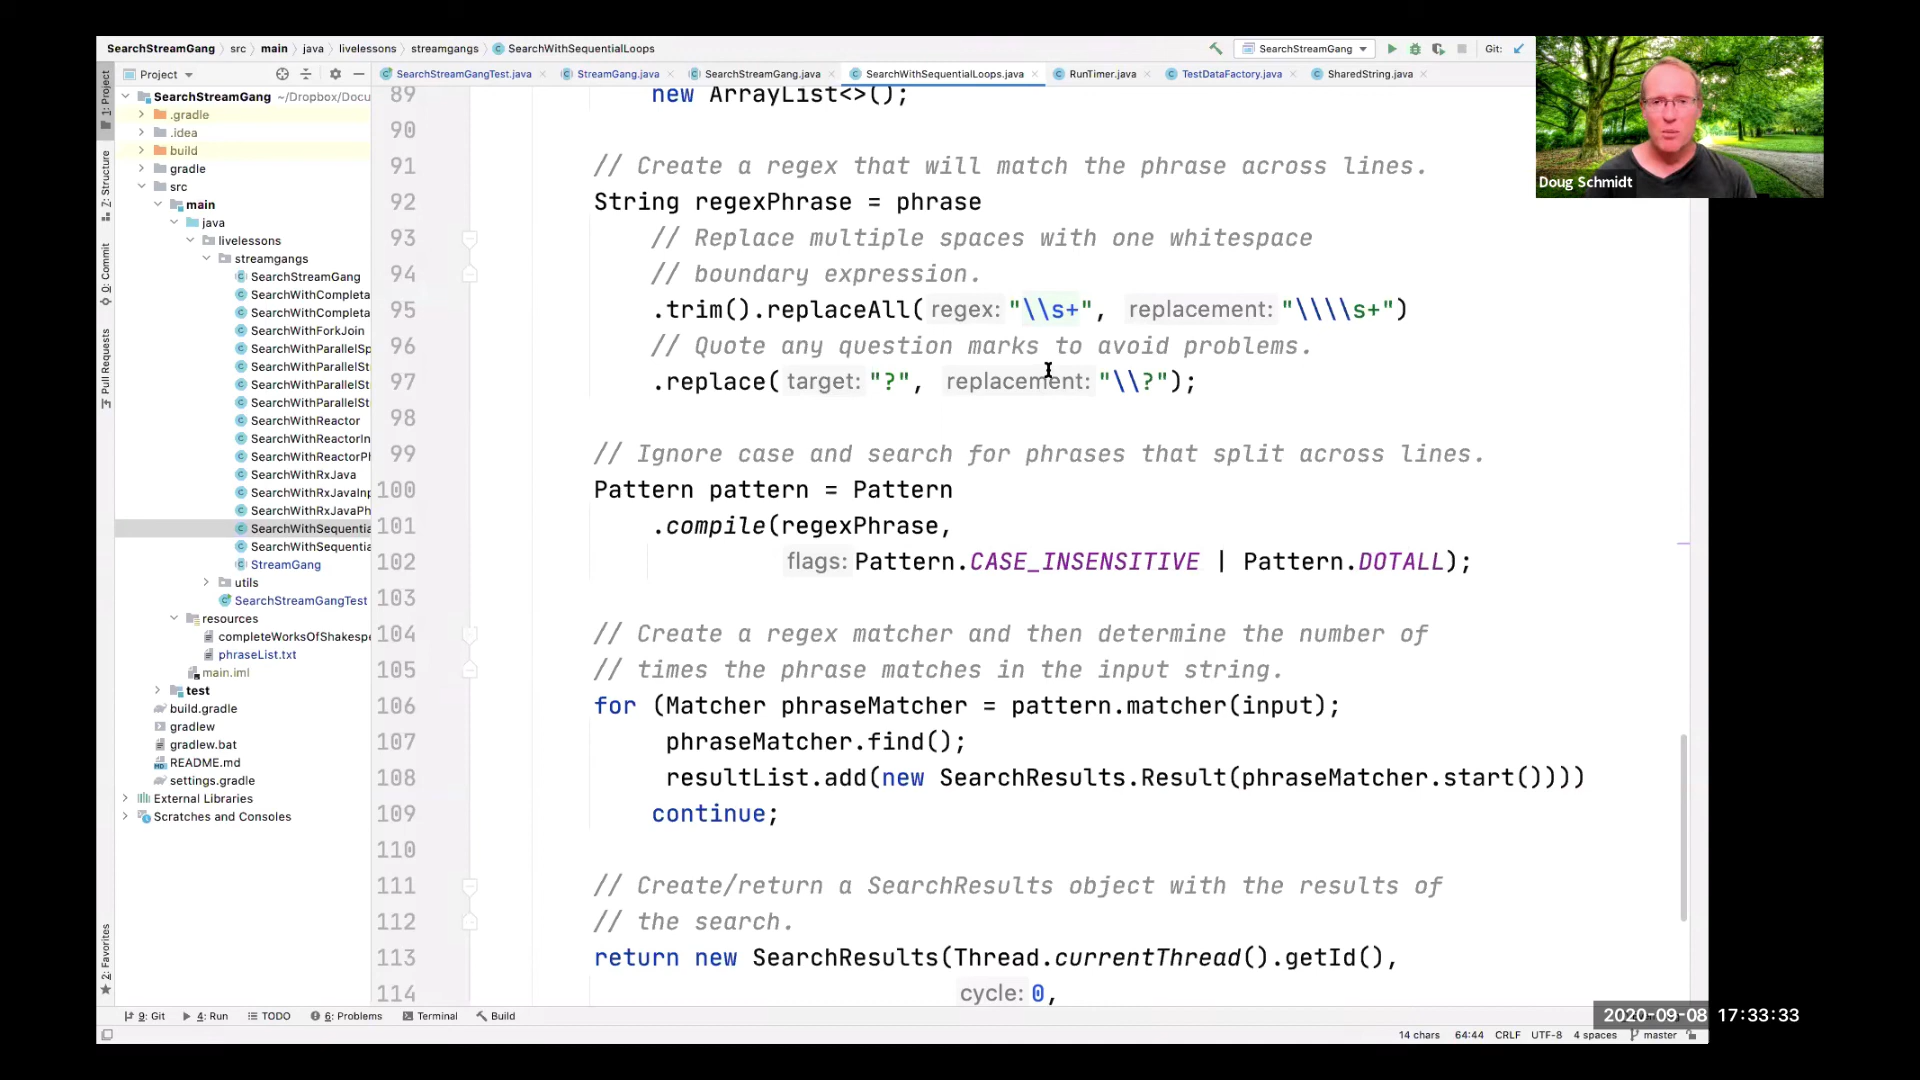 SearchStreamGang src main java livelessons streamgangs SearchWithSequentialLoops
SearchStreamGang
Git:
Project
SearchStreamGangTest.java
StreamGang.java
SearchStreamGang.java
SearchWithSequentialLoops.java
RunTimer.java
TestDataFactory.java
SharedString.java
1: Project
Z: Structure
0: Commit
Pull Requests
2: Favorites
SearchStreamGang ~/Dropbox/Docu
.gradle
.idea
build
gradle
src
main
java
livelessons
streamgangs
SearchStreamGang
SearchWithCompleta
SearchWithCompleta
SearchWithForkJoin
SearchWithParallelSp
SearchWithParallelSt
SearchWithParallelSt
SearchWithParallelSt
SearchWithReactor
SearchWithReactorIn
SearchWithReactorPh
SearchWithRxJava
SearchWithRxJavaInp
SearchWithRxJavaPh
SearchWithSequentia
SearchWithSequentia
StreamGang
utils
SearchStreamGangTest
resources
completeWorksOfShakespe
phraseList.txt
main.iml
test
build.gradle
gradlew
gradlew.bat
README.md
settings.gradle
External Libraries
Scratches and Consoles
89 new ArrayList<>();
90
91 // Create a regex that will match the phrase across lines.
92 String regexPhrase = phrase
93 // Replace multiple spaces with one whitespace
94 // boundary expression.
95 .trim().replaceAll( regex: "\\s+", replacement: "\\\\s+")
96 // Quote any question marks to avoid problems.
97 .replace( target: "?", replacement: "\\?");
98
99 // Ignore case and search for phrases that split across lines.
100 Pattern pattern = Pattern
101 .compile(regexPhrase,
102 flags: Pattern.CASE_INSENSITIVE | Pattern.DOTALL);
103
104 // Create a regex matcher and then determine the number of
105 // times the phrase matches in the input string.
106 for (Matcher phraseMatcher = pattern.matcher(input);
107 phraseMatcher.find();
108 resultList.add(new SearchResults.Result(phraseMatcher.start())))
109 continue;
110
111 // Create/return a SearchResults object with the results of
112 // the search.
113 return new SearchResults(Thread.currentThread().getId(),
114 cycle: 0,
Doug Schmidt
9: Git 4: Run TODO 6: Problems Terminal Build
2020-09-08 17:33:33
14 chars 64:44 CRLF UTF-8 4 spaces master